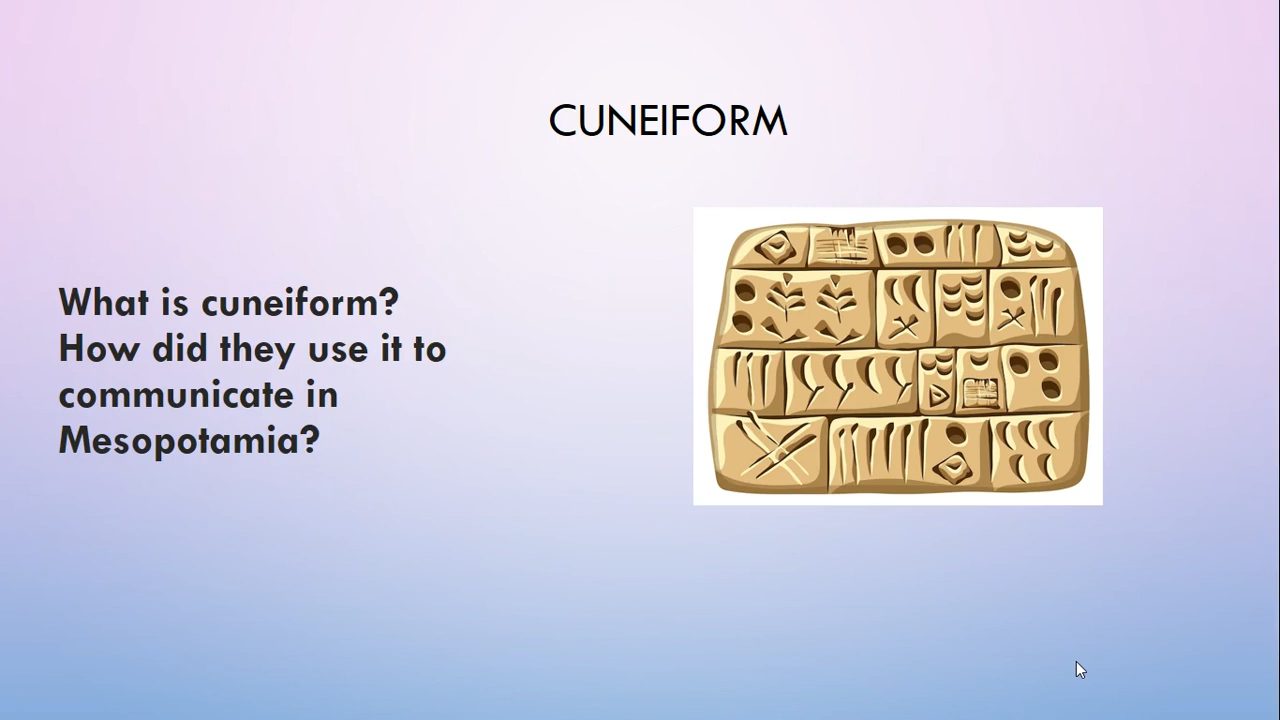 CUNEIFORM
What is cuneiform?
How did they use it to
communicate in
Mesopotamia?